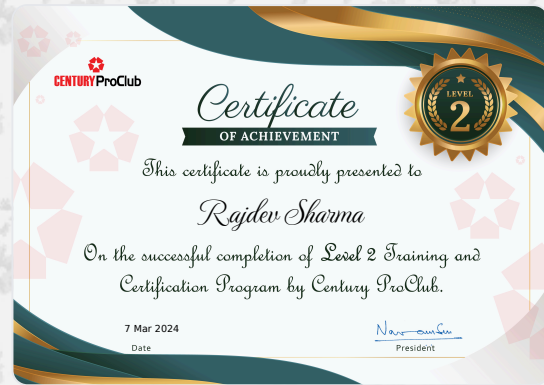 CENTURY ProClub
LEVEL
2
Certificate
OF ACHIEVEMENT
This certificate is proudly presented to
Rajdev Sharma
On the successful completion of Level 2 Training and
Certification Program by Century ProClub.
7 Mar 2024
Date
President